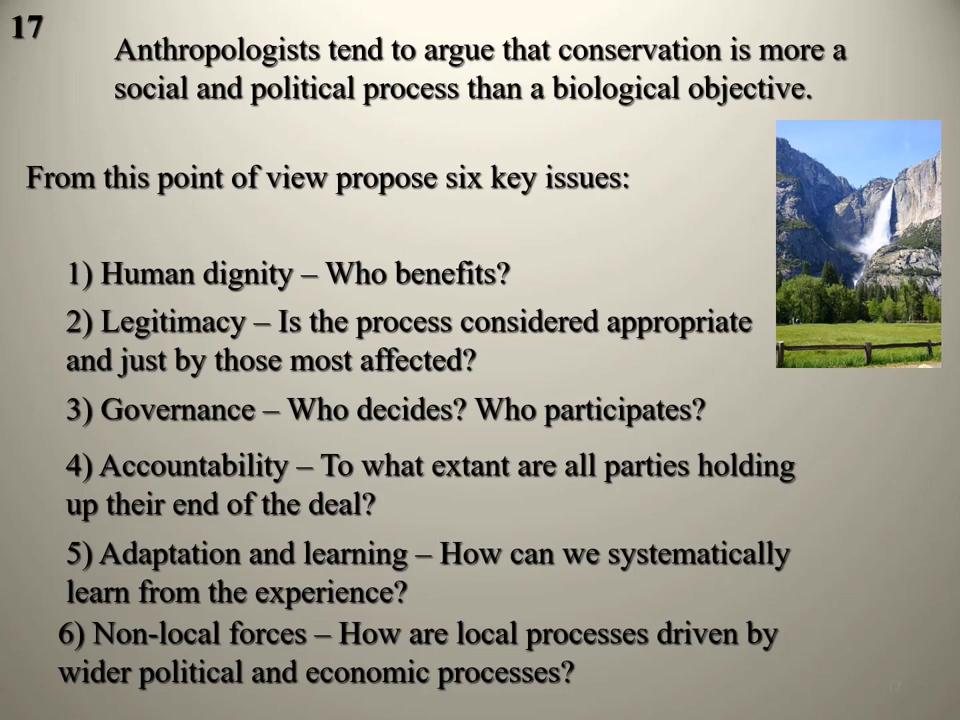 17
Anthropologists tend to argue that conservation is more a
social and political process than a biological objective.
From this point of view propose six key issues:
1) Human dignity – Who benefits?
2) Legitimacy – Is the process considered appropriate
and just by those most affected?
3) Governance – Who decides? Who participates?
4) Accountability – To what extant are all parties holding
up their end of the deal?
5) Adaptation and learning – How can we systematically
learn from the experience?
6) Non-local forces – How are local processes driven by
wider political and economic processes?
17